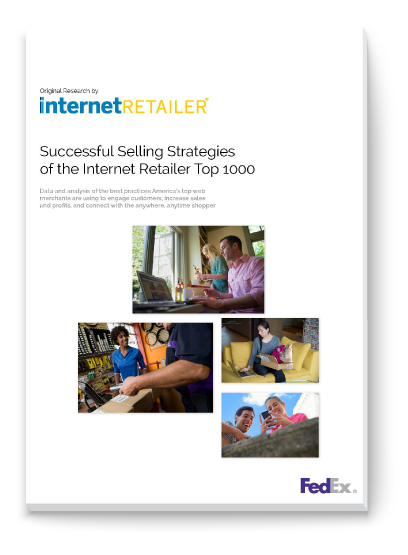 Original Research by
internetRETAILER®
Successful Selling Strategies
of the Internet Retailer Top 1000
Data and analysis of the best practices America's top web
merchants are using to engage customers, increase sales
and profits, and connect with the anywhere, anytime shopper
FedEx®